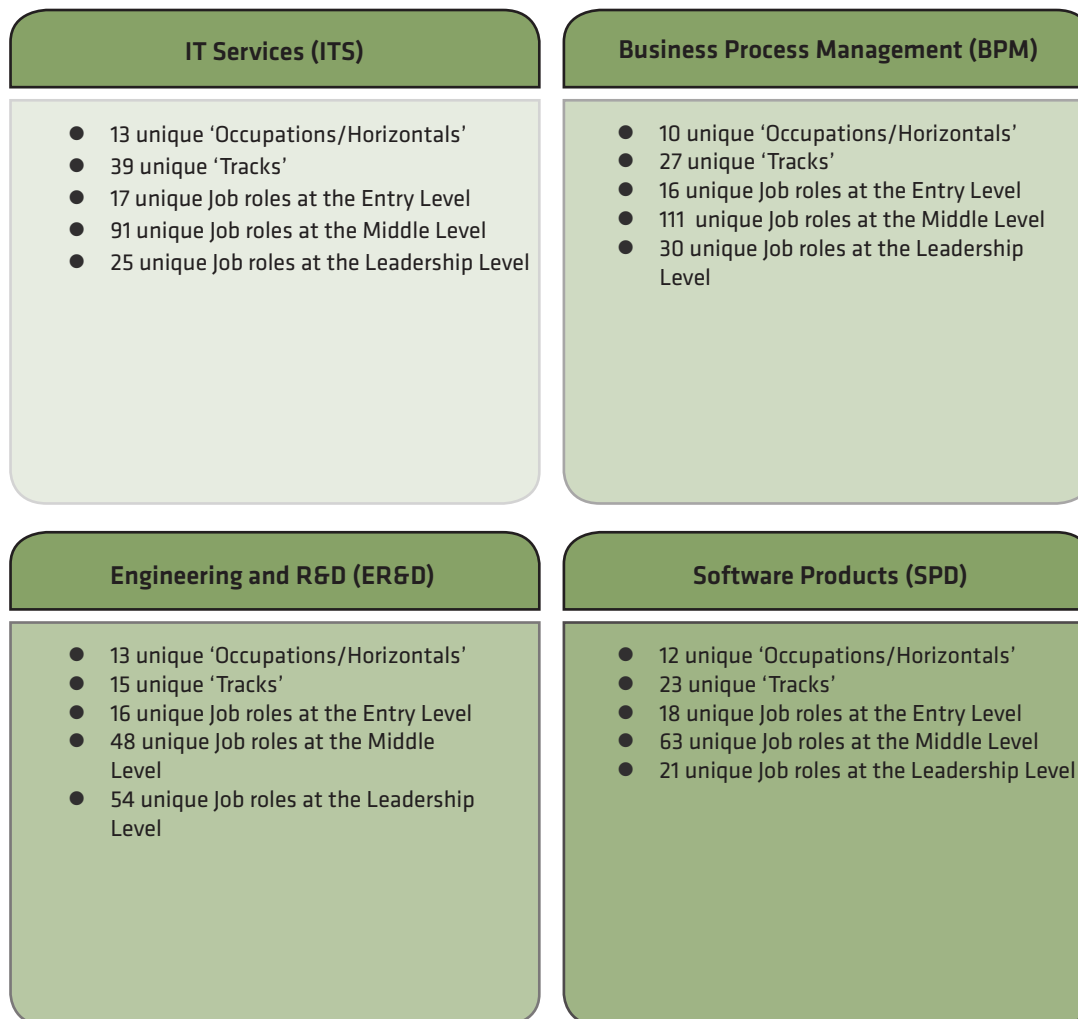 IT Services (ITS)
● 13 unique ‘Occupations/Horizontals’
● 39 unique ‘Tracks’
● 17 unique Job roles at the Entry Level
● 91 unique Job roles at the Middle Level
● 25 unique Job roles at the Leadership Level
Business Process Management (BPM)
● 10 unique ‘Occupations/Horizontals’
● 27 unique ‘Tracks’
● 16 unique Job roles at the Entry Level
● 111 unique Job roles at the Middle Level
● 30 unique Job roles at the Leadership
Level
Engineering and R&D (ER&D)
● 13 unique ‘Occupations/Horizontals’
● 15 unique ‘Tracks’
● 16 unique Job roles at the Entry Level
● 48 unique Job roles at the Middle
Level
● 54 unique Job roles at the Leadership
Level
Software Products (SPD)
● 12 unique ‘Occupations/Horizontals’
● 23 unique ‘Tracks’
● 18 unique Job roles at the Entry Level
● 63 unique Job roles at the Middle Level
● 21 unique Job roles at the Leadership Level